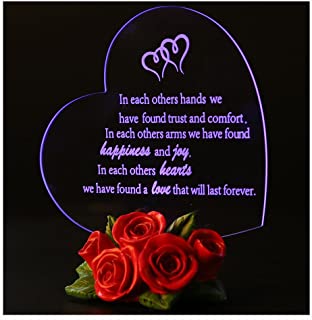 In each others hands we
have found trust and comfort,
In each others arms we have found
happiness and joy.
In each others hearts
we have found a love that will last forever.